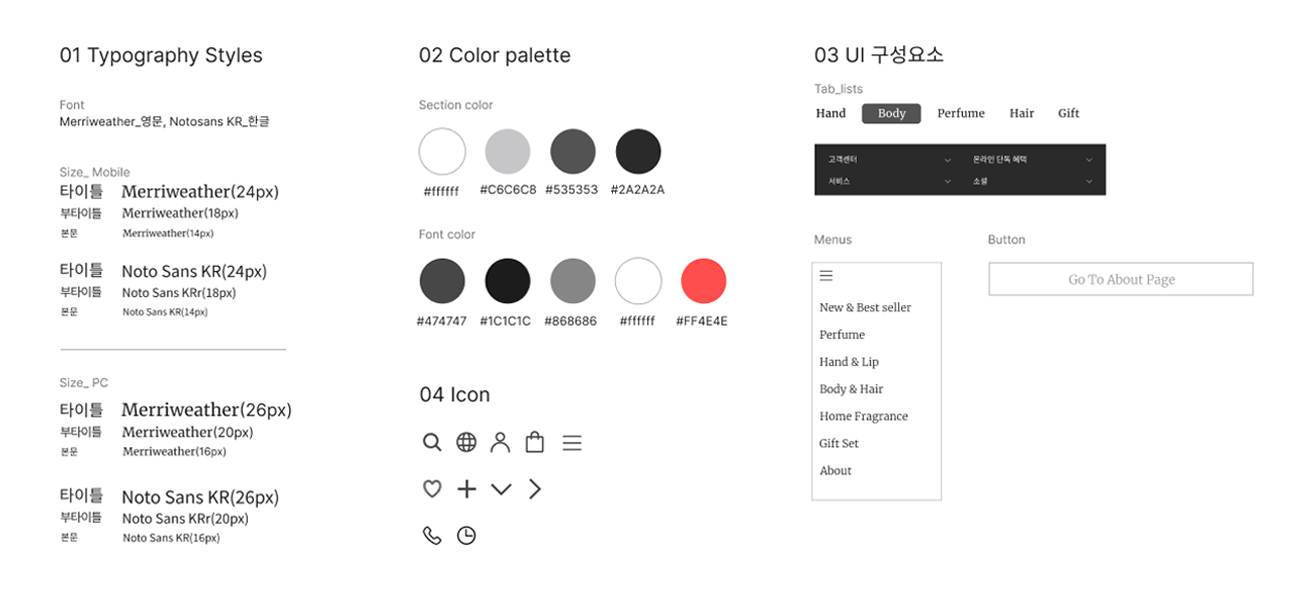 01 Typography Styles
Font
Merriweather_영문, Notosans KR_한글
Size_ Mobile
타이틀 Merriweather(24px)
부타이틀 Merriweather(18px)
본문 Merriweather(14px)
타이틀 Noto Sans KR(24px)
부타이틀 Noto Sans KRr(18px)
본문 Noto Sans KR(14px)
Size_ PC
타이틀 Merriweather(26px)
부타이틀 Merriweather(20px)
본문 Merriweather(16px)
타이틀 Noto Sans KR(26px)
부타이틀 Noto Sans KRr(20px)
본문 Noto Sans KR(16px)
02 Color palette
Section color
#ffffff #C6C6C8 #535353 #2A2A2A
Font color
#474747 #1C1C1C #868686 #ffffff #FF4E4E
04 Icon
03 UI 구성요소
Tab_lists
Hand Body Perfume Hair Gift
고객센터 온라인 단독 혜택
서비스 소셜
Menus
New & Best seller
Perfume
Hand & Lip
Body & Hair
Home Fragrance
Gift Set
About
Button
Go To About Page